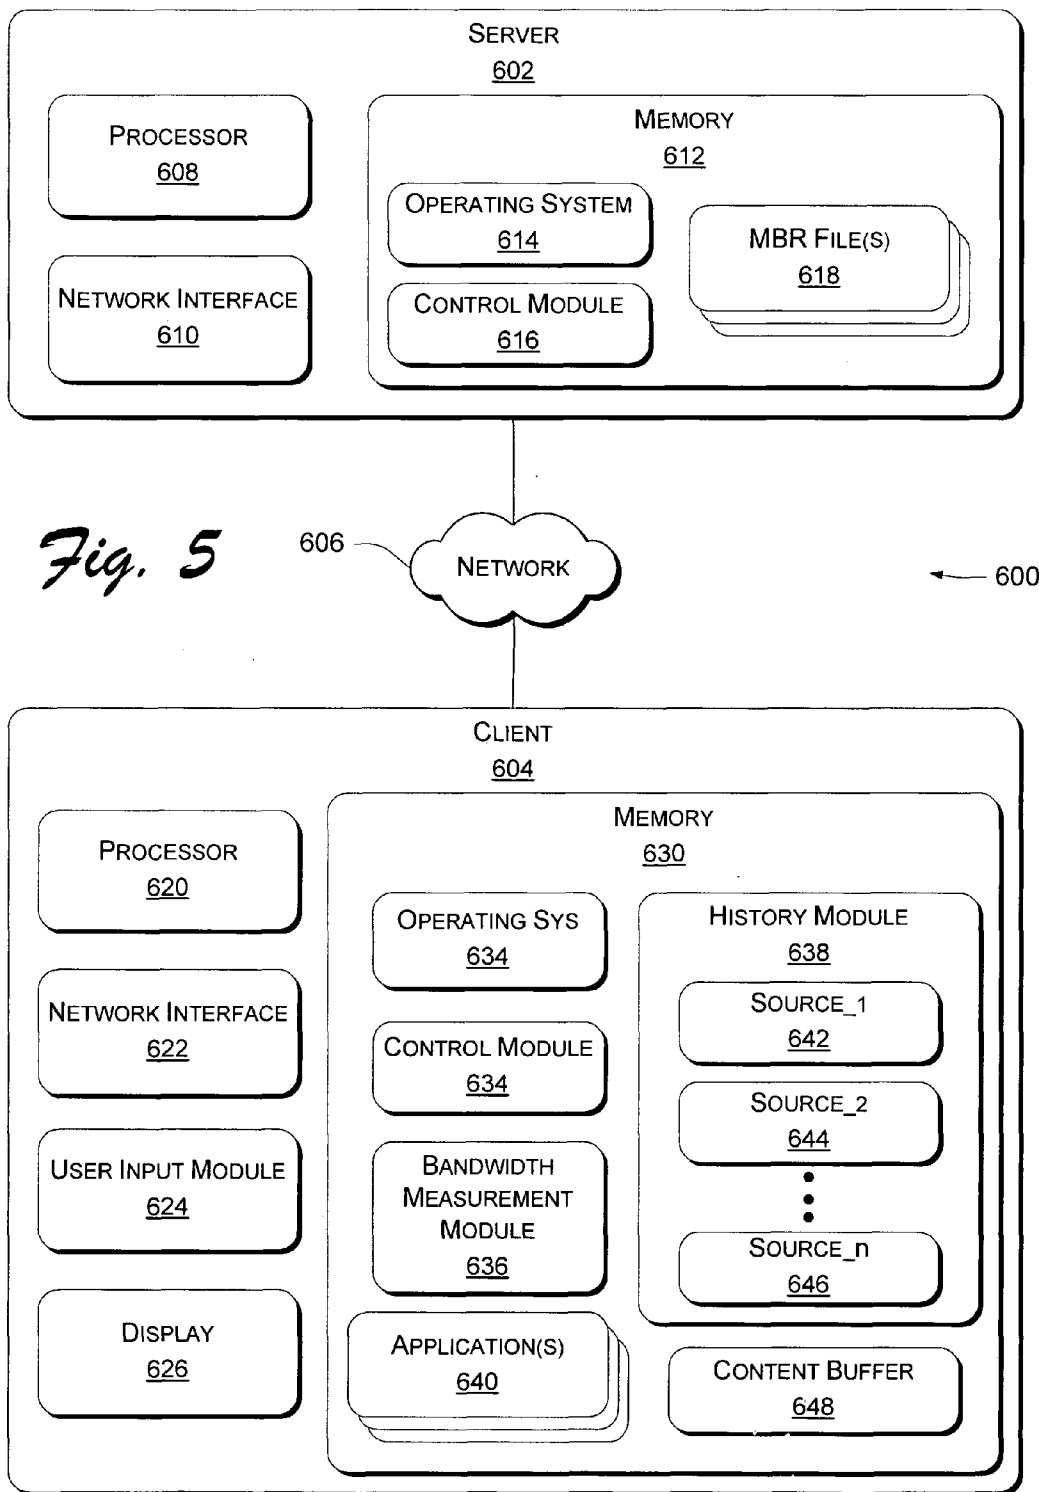 SERVER
602
PROCESSOR
608
NETWORK INTERFACE
610
MEMORY
612
OPERATING SYSTEM
614
CONTROL MODULE
616
MBR FILE(S)
618
Fig. 5
606
NETWORK
600
CLIENT
604
PROCESSOR
620
NETWORK INTERFACE
622
USER INPUT MODULE
624
DISPLAY
626
MEMORY
630
OPERATING SYS
634
CONTROL MODULE
634
BANDWIDTH
MEASUREMENT
MODULE
636
APPLICATION(S)
640
HISTORY MODULE
638
SOURCE_1
642
SOURCE_2
644
SOURCE_n
646
CONTENT BUFFER
648